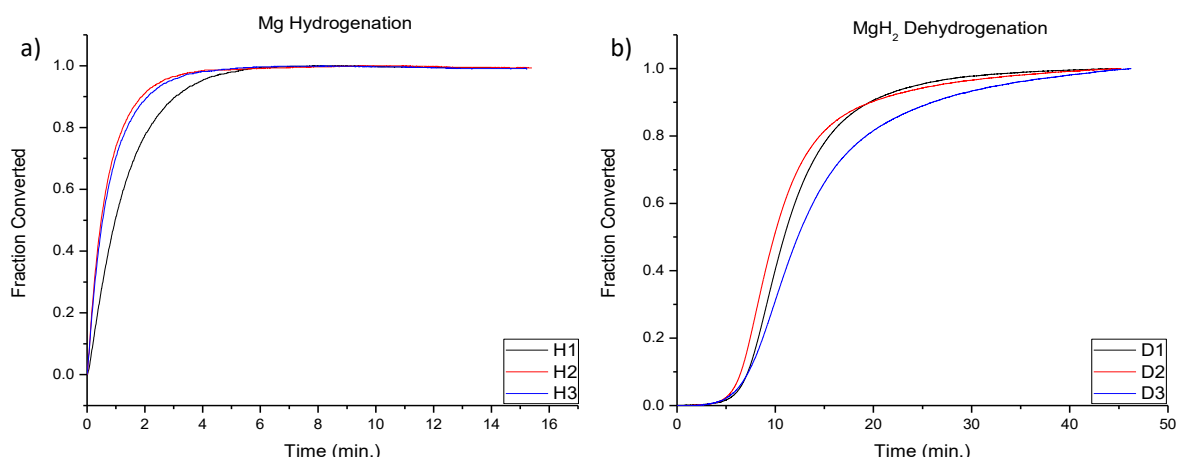 a)
Mg Hydrogenation
Fraction Converted
1.0
0.8
0.6
0.4
0.2
0.0
0 2 4 6 8 10 12 14 16
Time (min.)
H1
H2
H3
b)
MgH₂ Dehydrogenation
Fraction Converted
1.0
0.8
0.6
0.4
0.2
0.0
0 10 20 30 40 50
Time (min.)
D1
D2
D3